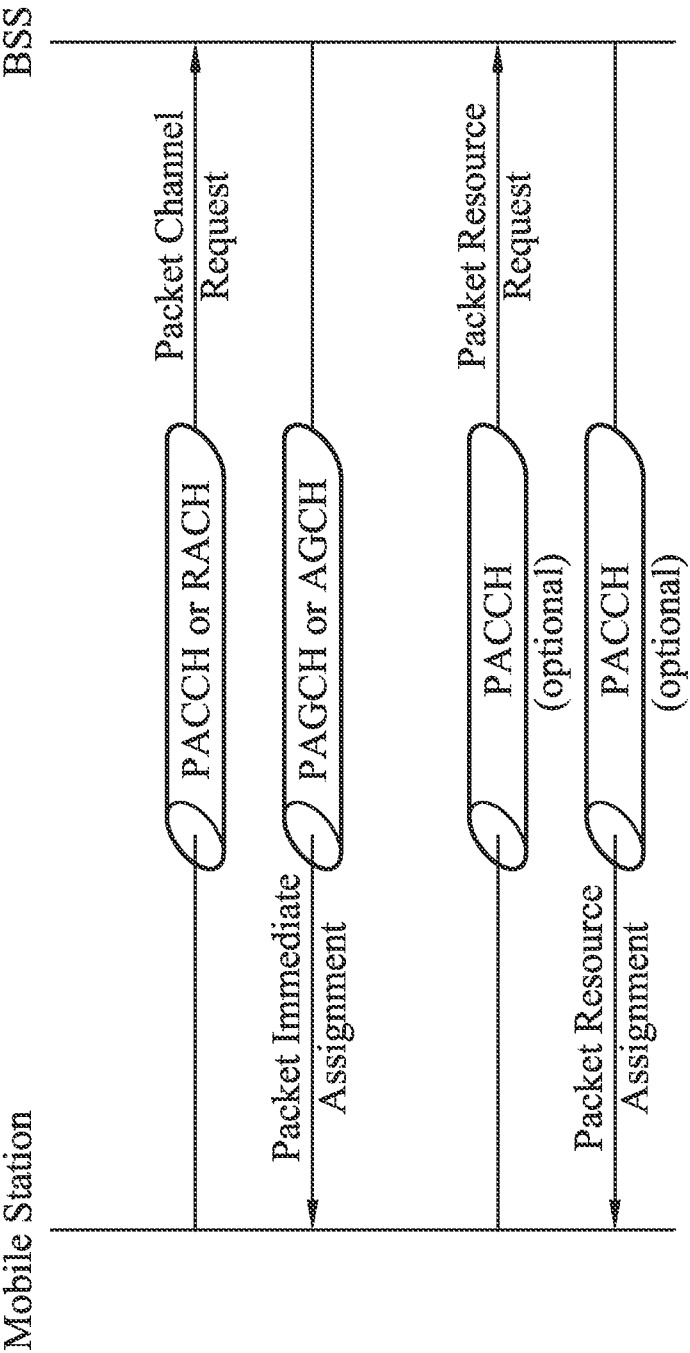 Mobile Station
BSS
PACCH or RACH
Packet Channel
Request
Packet Immediate
Assignment
PAGCH or AGCH
PACCH
(optional)
Packet Resource
Request
Packet Resource
Assignment
PACCH
(optional)